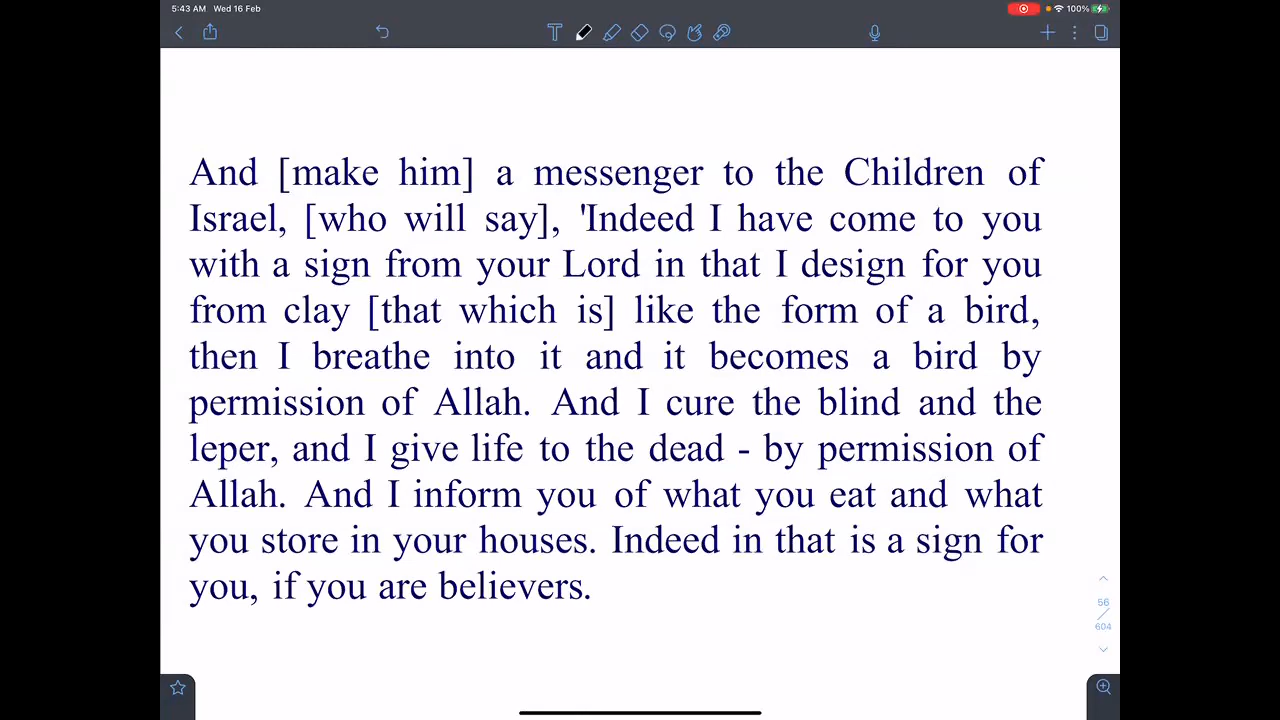 5:43 AM Wed 16 Feb
100%
T
And [make him] a messenger to the Children of
Israel, [who will say], 'Indeed I have come to you
with a sign from your Lord in that I design for you
from clay [that which is] like the form of a bird,
then I breathe into it and it becomes a bird by
permission of Allah. And I cure the blind and the
leper, and I give life to the dead - by permission of
Allah. And I inform you of what you eat and what
you store in your houses. Indeed in that is a sign for
you, if you are believers.
56
604